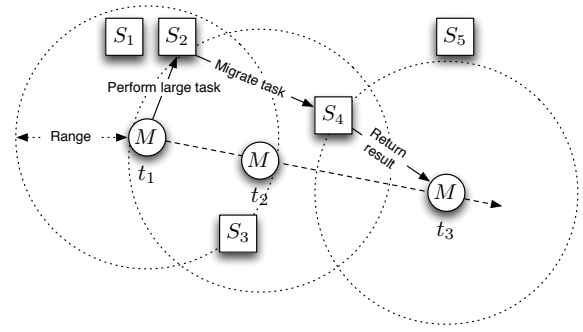 S1
S2
S5
Perform large task
Migrate task
S4
Range
M
Return
result
M
M
t1
t2
t3
S3